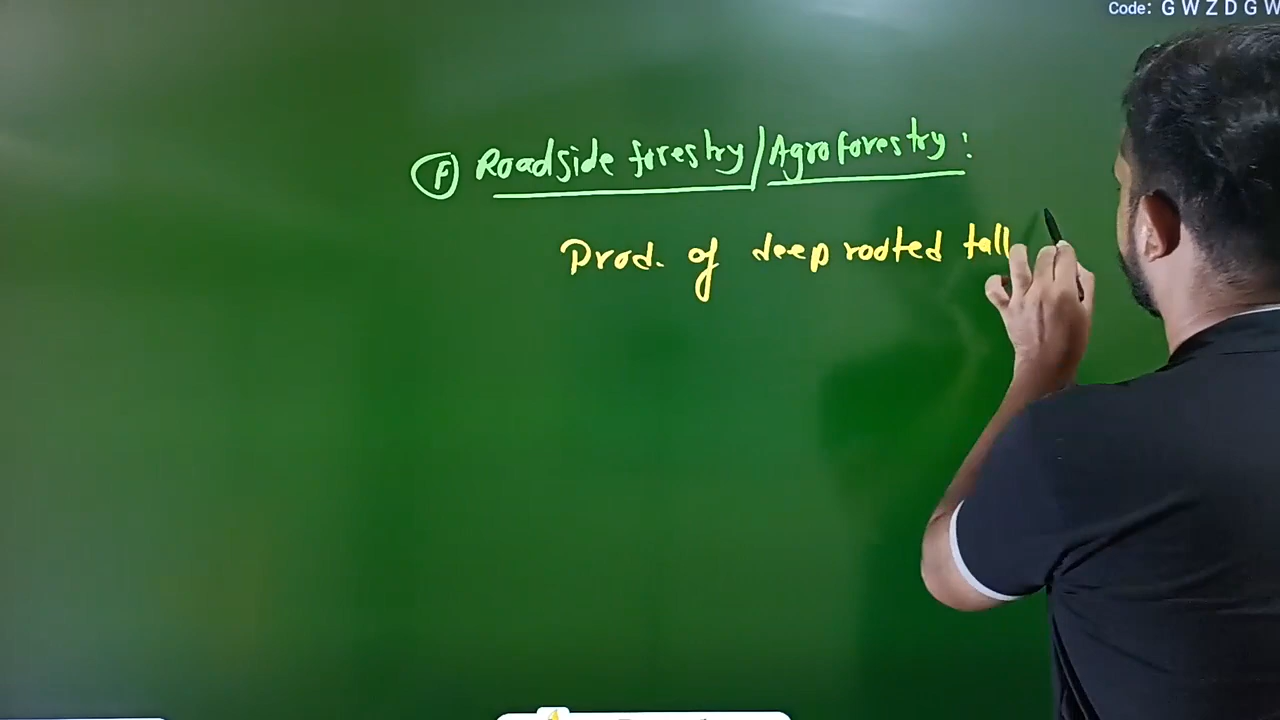 Code: G W Z D G W
F Roadside forestry/Agroforestry:
Prod. of deep rooted tall